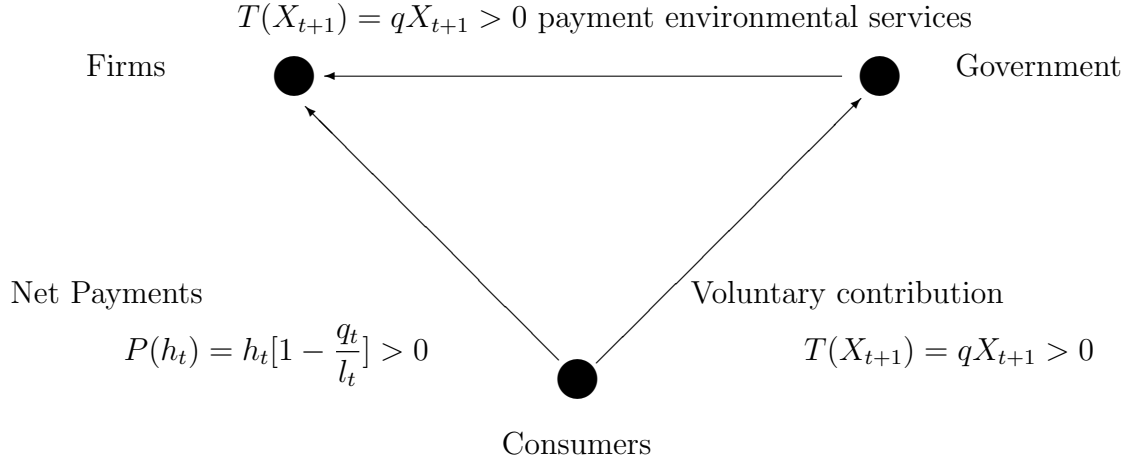 $T(X_{t+1}) = qX_{t+1} > 0$ payment environmental services
Firms
Government
Net Payments
$P(h_t) = h_t[1 - \frac{q_t}{l_t}] > 0$
Voluntary contribution
$T(X_{t+1}) = qX_{t+1} > 0$
Consumers